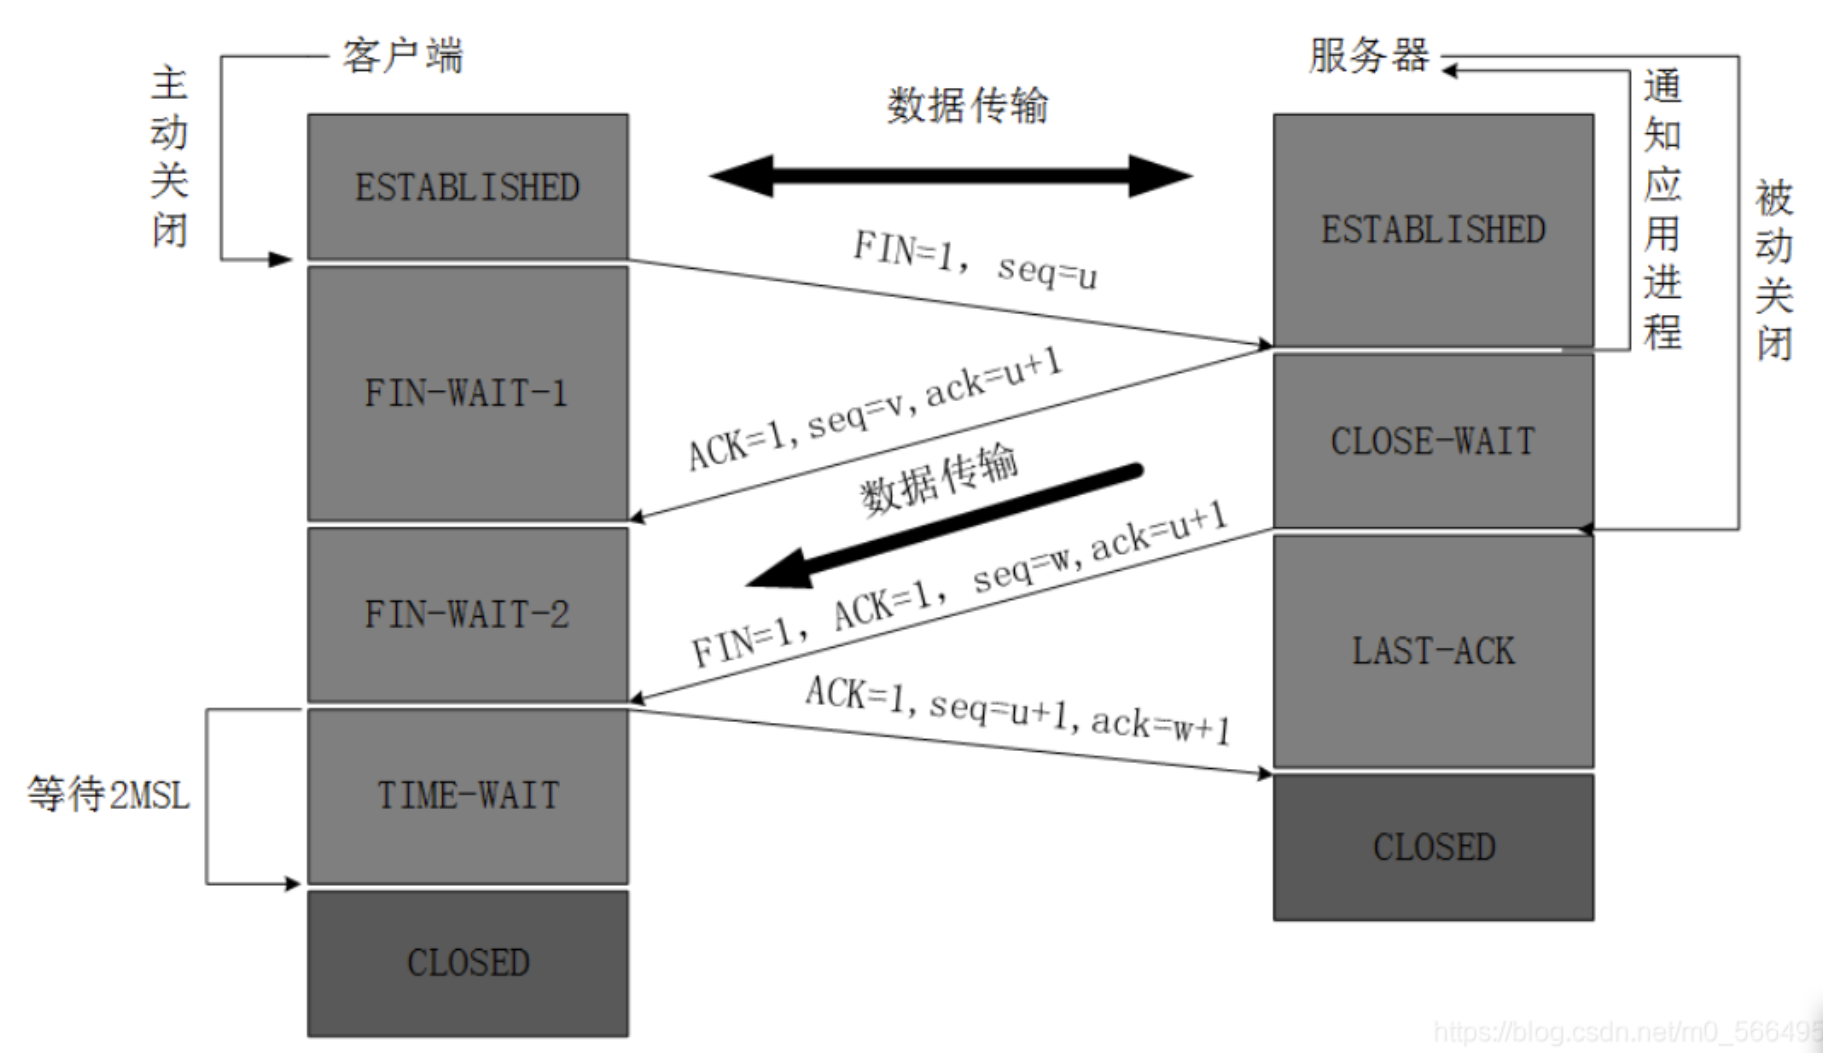 客户端
服务器
主动关闭
数据传输
通知应用进程
被动关闭
ESTABLISHED
ESTABLISHED
FIN=1, seq=u
FIN-WAIT-1
ACK=1,seq=v,ack=u+1
CLOSE-WAIT
数据传输
FIN-WAIT-2
FIN=1, ACK=1, seq=w,ack=u+1
LAST-ACK
ACK=1,seq=u+1,ack=w+1
等待2MSL
TIME-WAIT
CLOSED
CLOSED
https://blog.csdn.net/m0_566495